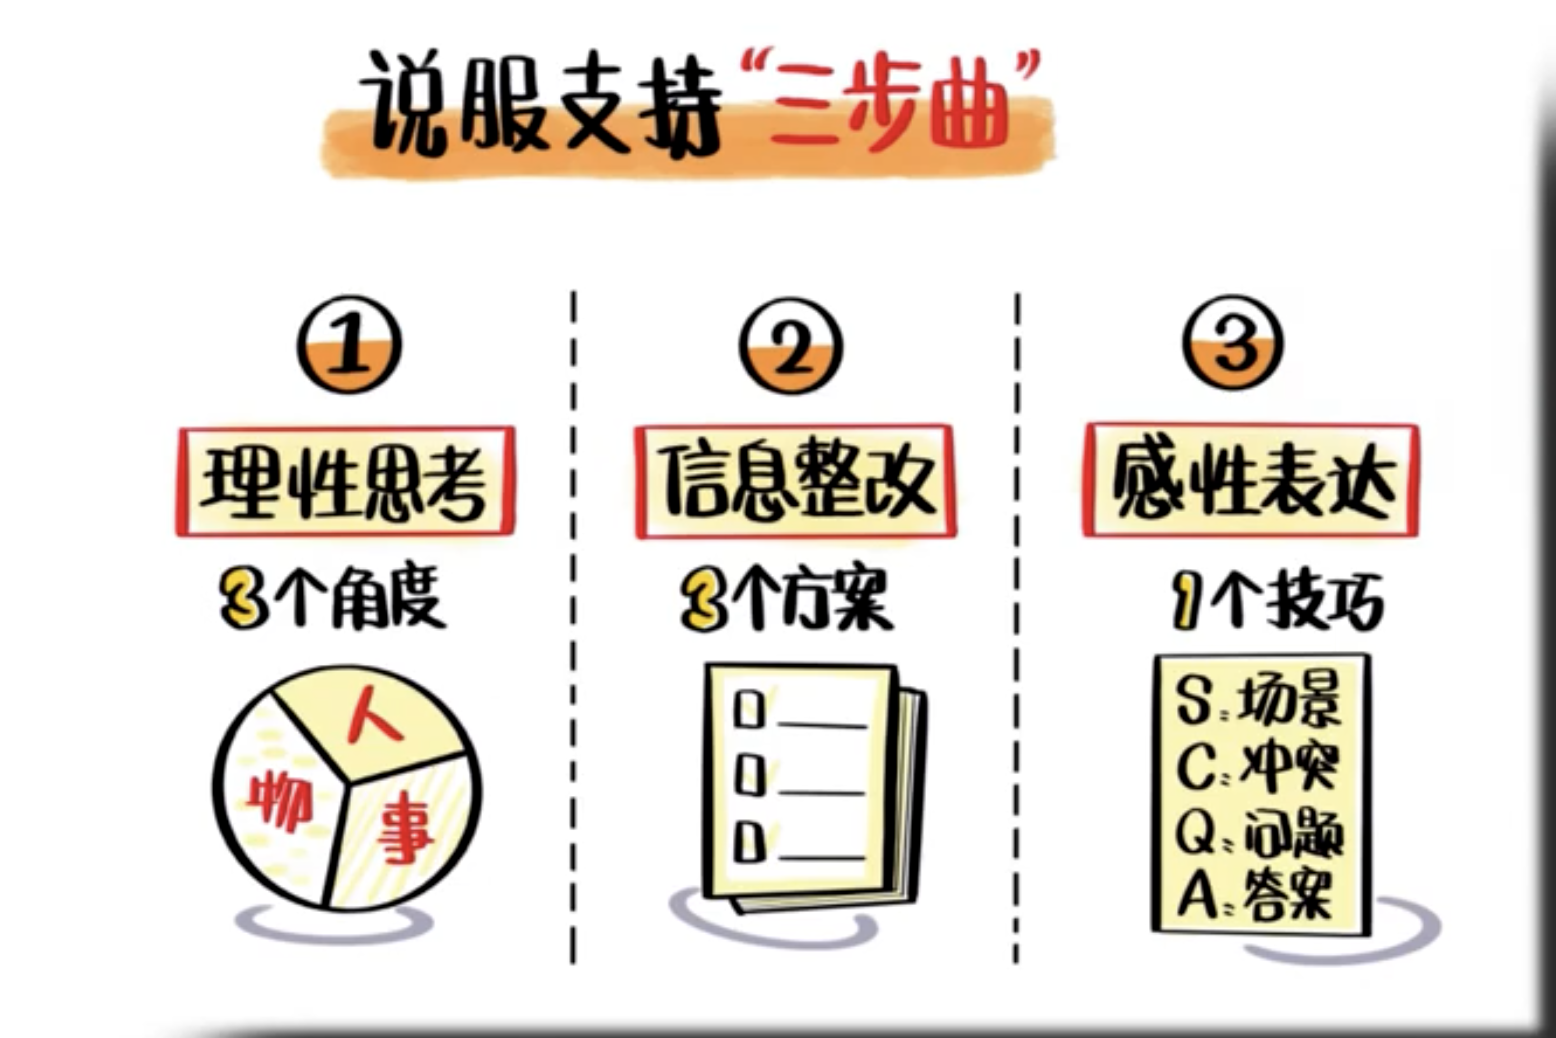 说服支持“三步曲”
1
理性思考
3个角度
人
物
事
2
信息整改
3个方案
3
感性表达
1个技巧
S:场景
C:冲突
Q:问题
A:答案